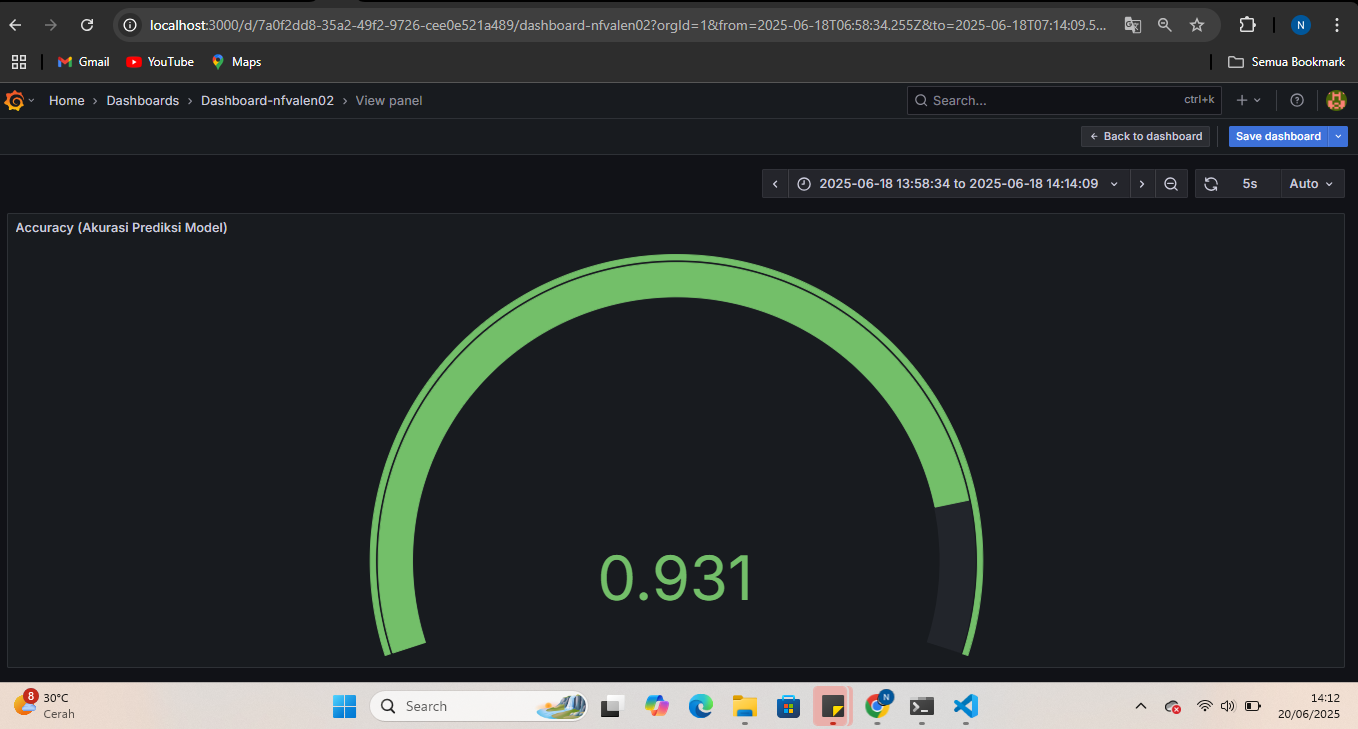 localhost:3000/d/7a0f2dd8-35a2-49f2-9726-cee0e521a489/dashboard-nfvalen02?orgId=1&from=2025-06-18T06:58:34.255Z&to=2025-06-18T07:14:09.5...
N
Gmail
YouTube
Maps
Semua Bookmark
Home › Dashboards › Dashboard-nfvalen02 › View panel
Search...
ctrl+k
Back to dashboard
Save dashboard
2025-06-18 13:58:34 to 2025-06-18 14:14:09
5s
Auto
Accuracy (Akurasi Prediksi Model)
0.931
8
30°C
Cerah
Search
N
14:12
20/06/2025